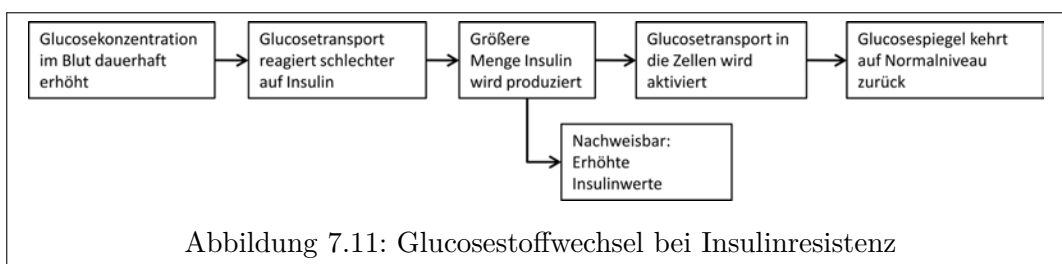 Glucosekonzentration
im Blut dauerhaft
erhöht
Glucosetransport
reagiert schlechter
auf Insulin
Größere
Menge Insulin
wird produziert
Glucosetransport in
die Zellen wird
aktiviert
Glucosespiegel kehrt
auf Normalniveau
zurück
Nachweisbar:
Erhöhte
Insulinwerte
Abbildung 7.11: Glucosestoffwechsel bei Insulinresistenz